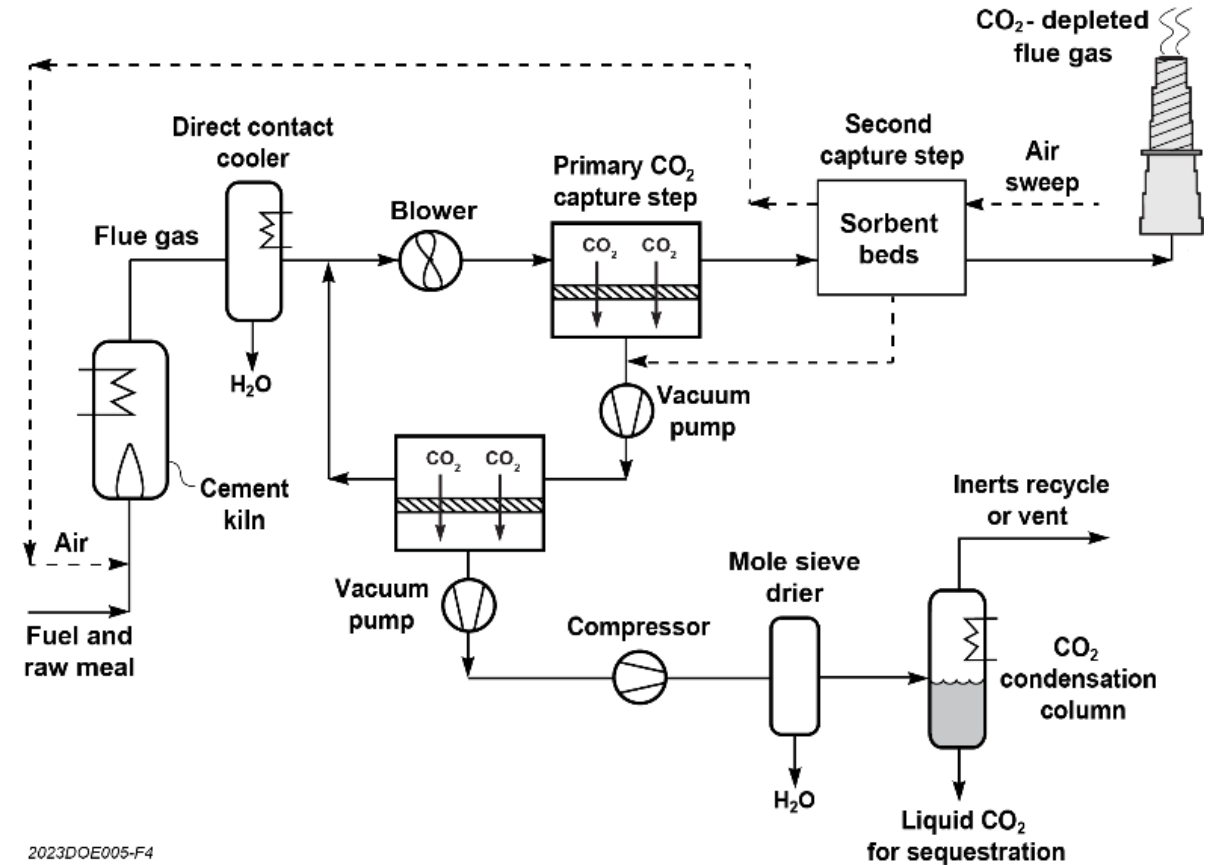 CO₂- depleted
flue gas
Direct contact
cooler
Second
capture step
Air
sweep
Primary CO₂
capture step
Blower
Flue gas
CO₂ CO₂
Sorbent
beds
H₂O
Vacuum
pump
CO₂ CO₂
Cement
kiln
Inerts recycle
or vent
Air
Mole sieve
drier
Vacuum
pump
Compressor
Fuel and
raw meal
CO₂
condensation
column
H₂O
Liquid CO₂
for sequestration
2023DOE005-F4